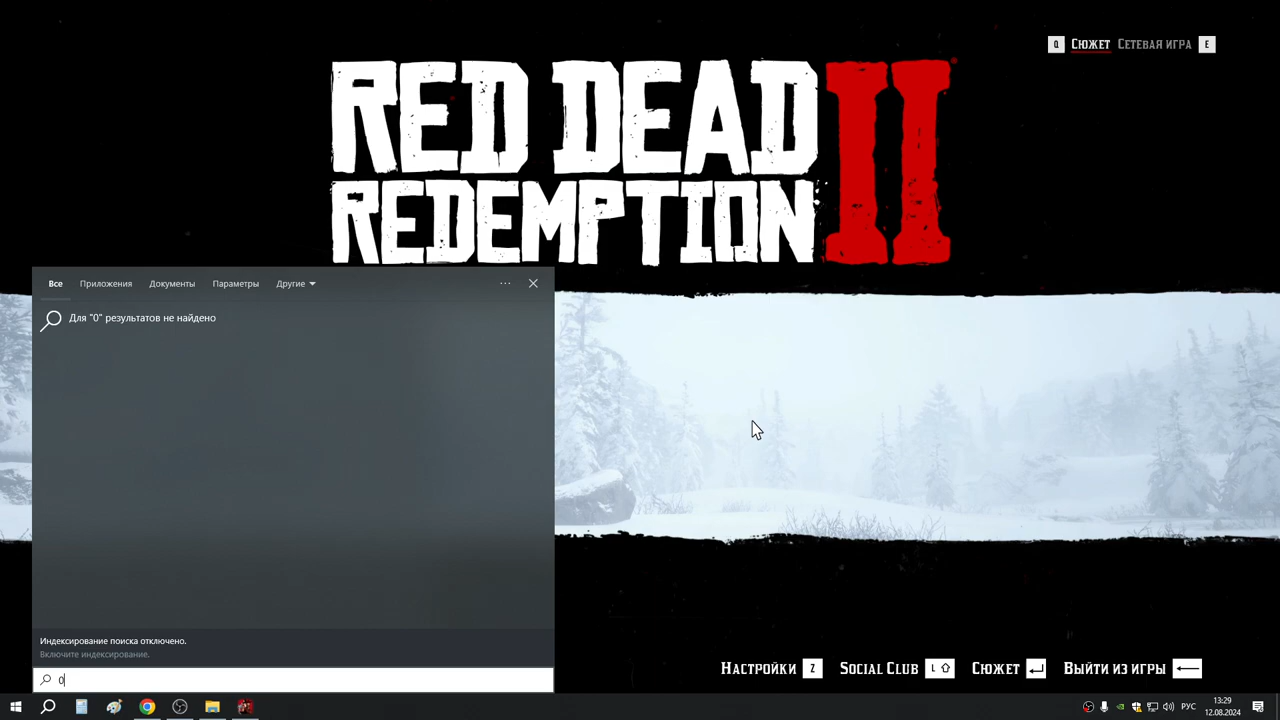 Q Сюжет Сетевая игра E
RED DEAD
REDEMPTION II
Все Приложения Документы Параметры Другие ··· 
Для "0" результатов не найдено
Индексирование поиска отключено.
Включите индексирование.
0
Настройки Z Social Club L Сюжет Выйти из игры
РУС
13:29
12.08.2024